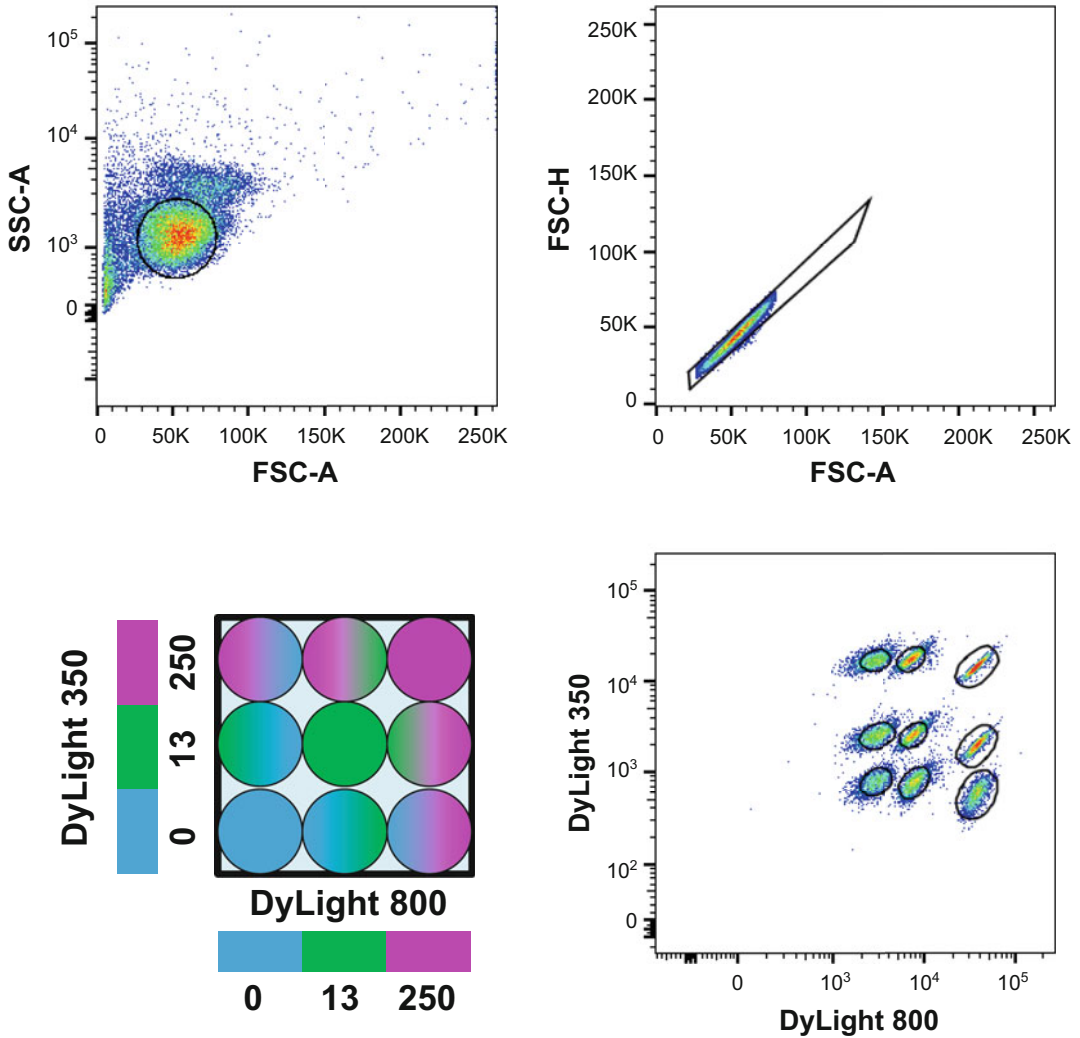 SSC-A
10⁵
10⁴
10³
0
0 50K 100K 150K 200K 250K
FSC-A
FSC-H
250K
200K
150K
100K
50K
0
0 50K 100K 150K 200K 250K
FSC-A
DyLight 350
250
13
0
DyLight 800
0 13 250
DyLight 350
10⁵
10⁴
10³
10²
0
0 10³ 10⁴ 10⁵
DyLight 800